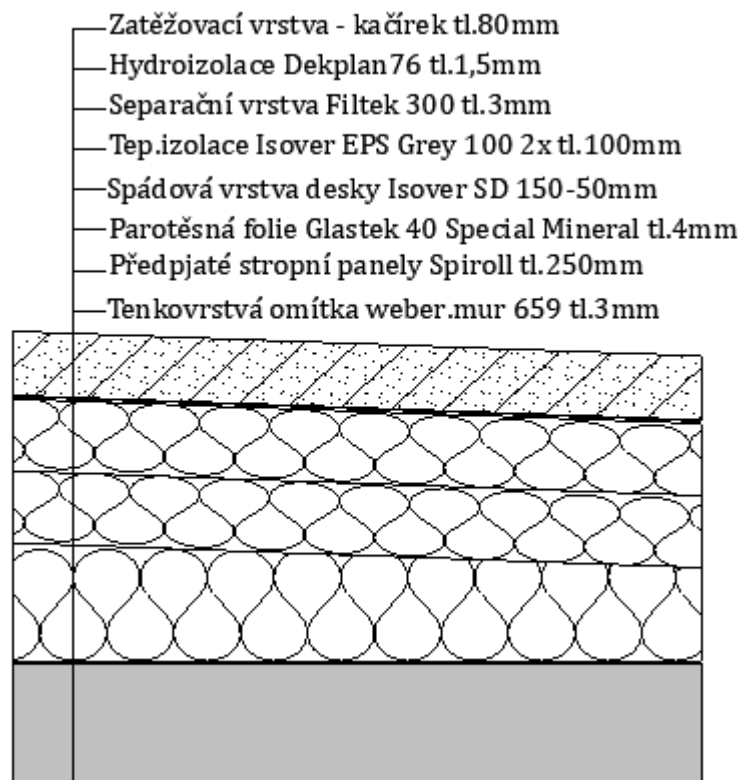 Zatěžovací vrstva - kačírek tl.80mm
Hydroizolace Dekplan76 tl.1,5mm
Separační vrstva Filtek 300 tl.3mm
Tep.izolace Isover EPS Grey 100 2x tl.100mm
Spádová vrstva desky Isover SD 150-50mm
Parotěsná folie Glastek 40 Special Mineral tl.4mm
Předpjaté stropní panely Spiroll tl.250mm
Tenkovrstvá omítka weber.mur 659 tl.3mm